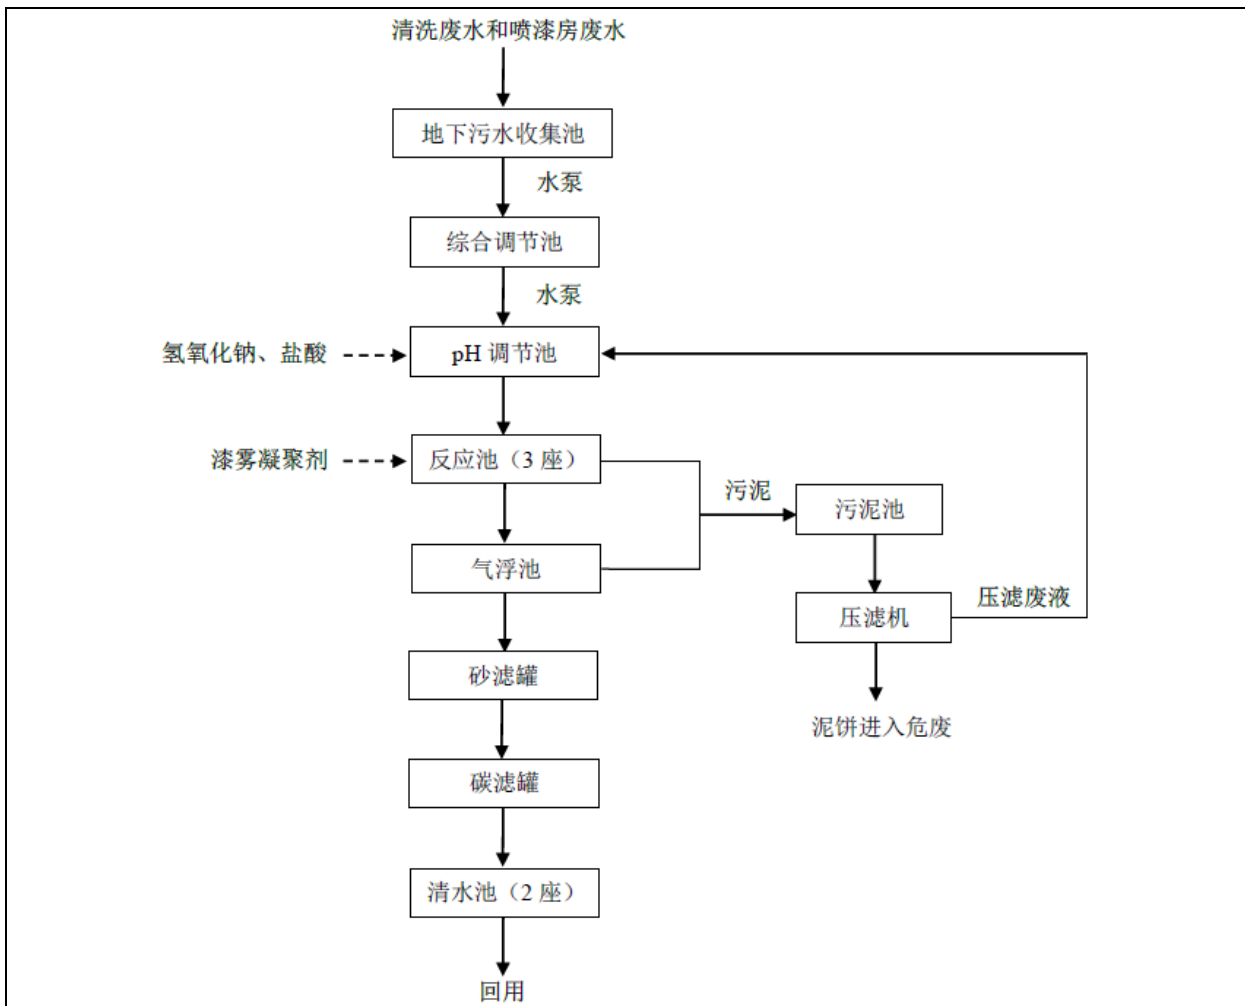 清洗废水和喷漆房废水
地下污水收集池
水泵
综合调节池
水泵
氢氧化钠、盐酸
pH 调节池
漆雾凝聚剂
反应池（3 座）
污泥
污泥池
气浮池
压滤机
压滤废液
砂滤罐
泥饼进入危废
碳滤罐
清水池（2 座）
回用